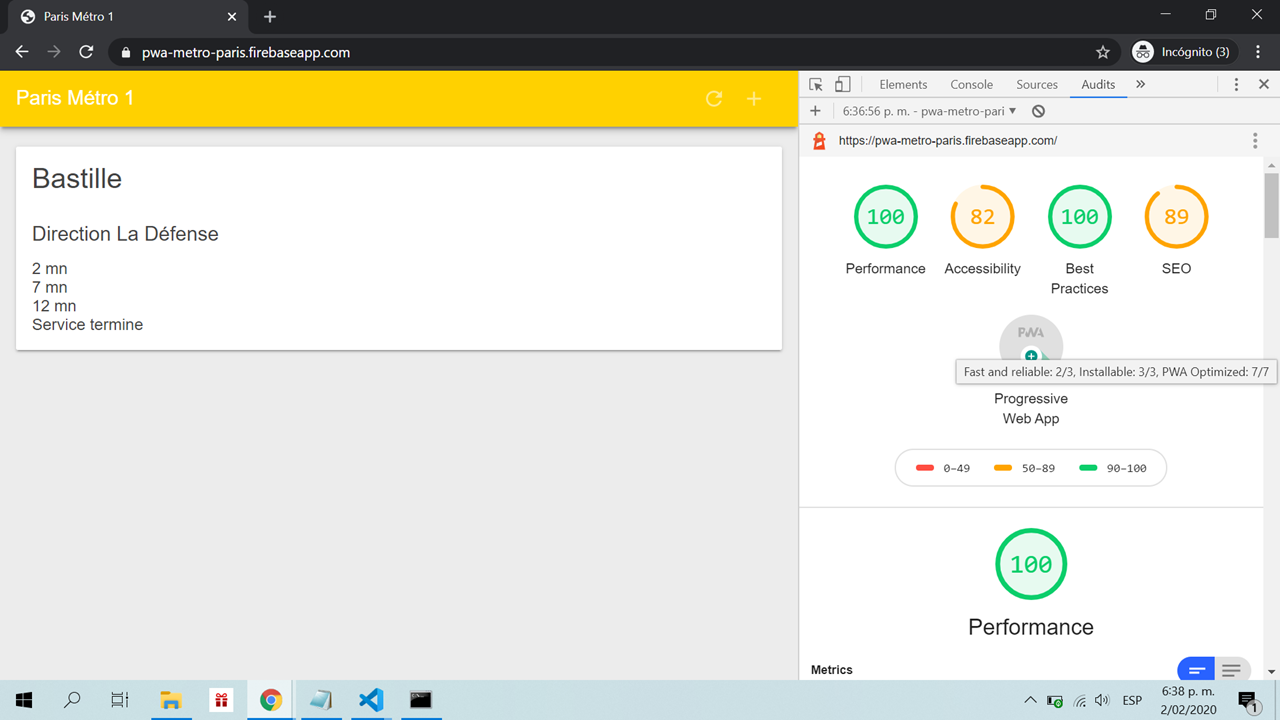 Paris Métro 1
pwa-metro-paris.firebaseapp.com
Incógnito (3)
Paris Métro 1
Bastille
Direction La Défense
2 mn
7 mn
12 mn
Service termine
Elements Console Sources Audits
6:36:56 p. m. - pwa-metro-pari
https://pwa-metro-paris.firebaseapp.com/
100 82 100 89
Performance Accessibility Best Practices SEO
PWA
Fast and reliable: 2/3, Installable: 3/3, PWA Optimized: 7/7
Progressive
Web App
0–49 50–89 90–100
100
Performance
Metrics
ESP
6:38 p. m.
2/02/2020
1